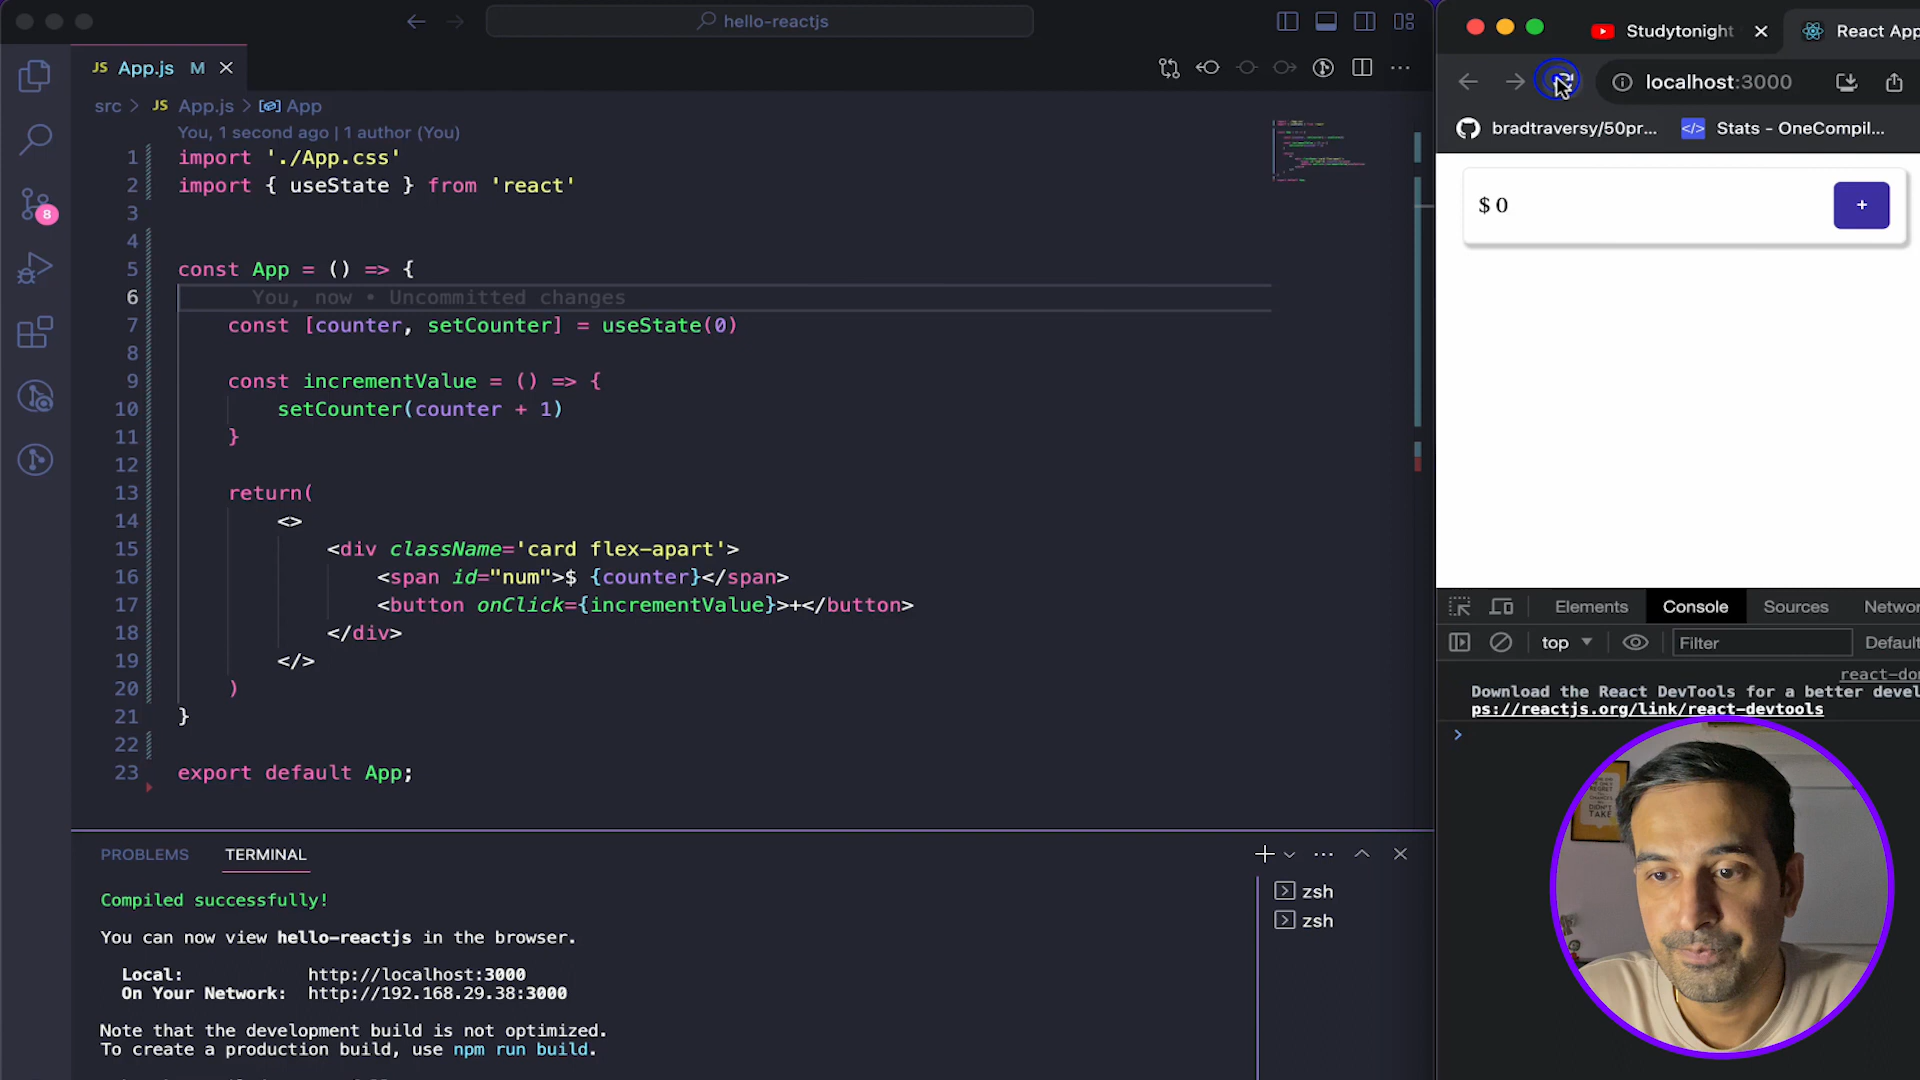 hello-reactjs
JS App.js M
src > JS App.js > App
You, 1 second ago | 1 author (You)
1 import './App.css'
2 import { useState } from 'react'
3
4
5 const App = () => {
6 You, now • Uncommitted changes
7 const [counter, setCounter] = useState(0)
8
9 const incrementValue = () => {
10 setCounter(counter + 1)
11 }
12
13 return(
14 <>
15 <div className='card flex-apart'>
16 <span id="num">$ {counter}</span>
17 <button onClick={incrementValue}>+</button>
18 </div>
19 </>
20 )
21 }
22
23 export default App;
8
PROBLEMS TERMINAL
Compiled successfully!
You can now view hello-reactjs in the browser.
Local: http://localhost:3000
On Your Network: http://192.168.29.38:3000
Note that the development build is not optimized.
To create a production build, use npm run build.
zsh
zsh
Studytonight
React App
localhost:3000
bradtraversy/50pr...
Stats - OneCompil...
$ 0
+
Elements Console Sources Networ
top Filter Default
react-do
Download the React DevTools for a better devel
ps://reactjs.org/link/react-devtools